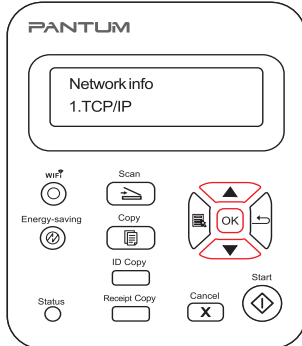 PANTUM
Network info
1.TCP/IP
WiFi
Scan
Energy-saving
Copy
OK
ID Copy
Start
Status
Receipt Copy
Cancel
X